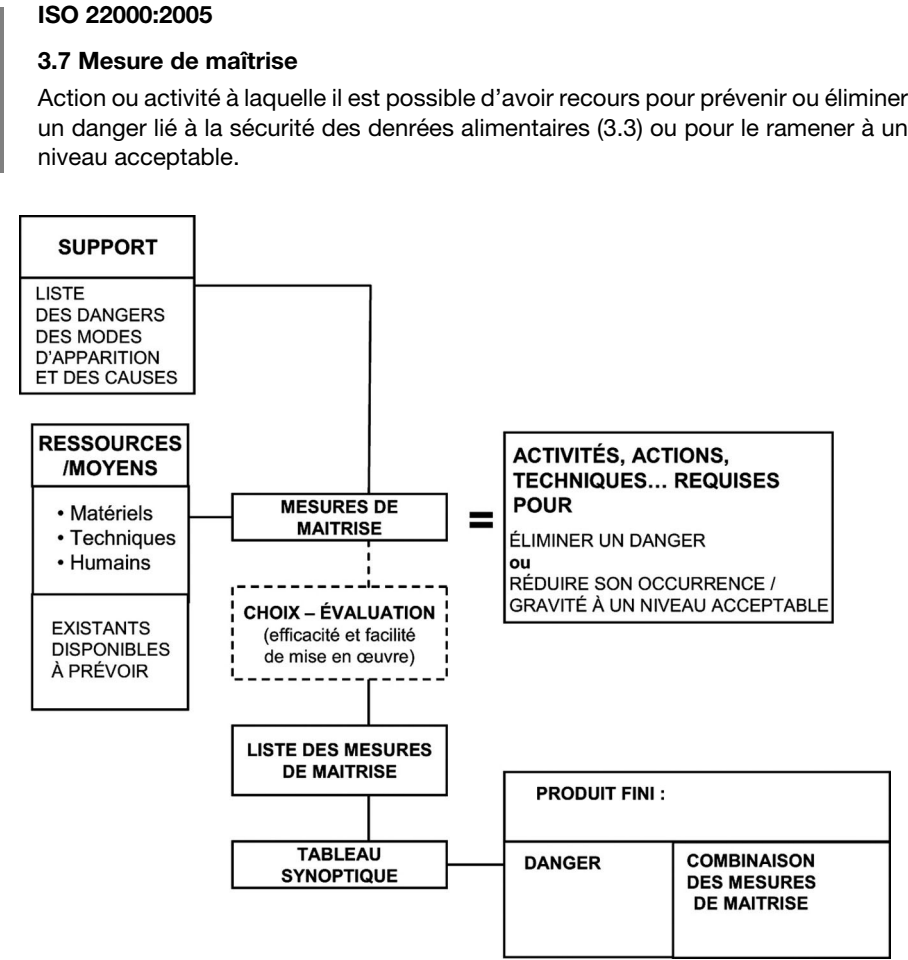 ISO 22000:2005
3.7 Mesure de maîtrise
Action ou activité à laquelle il est possible d’avoir recours pour prévenir ou éliminer
un danger lié à la sécurité des denrées alimentaires (3.3) ou pour le ramener à un
niveau acceptable.
SUPPORT
LISTE
DES DANGERS
DES MODES
D’APPARITION
ET DES CAUSES
RESSOURCES
/MOYENS
• Matériels
• Techniques
• Humains
EXISTANTS
DISPONIBLES
À PRÉVOIR
MESURES DE
MAITRISE
=
ACTIVITÉS, ACTIONS,
TECHNIQUES… REQUISES
POUR
ÉLIMINER UN DANGER
ou
RÉDUIRE SON OCCURRENCE /
GRAVITÉ À UN NIVEAU ACCEPTABLE
CHOIX – ÉVALUATION
(efficacité et facilité
de mise en œuvre)
LISTE DES MESURES
DE MAITRISE
TABLEAU
SYNOPTIQUE
PRODUIT FINI :
DANGER
COMBINAISON
DES MESURES
DE MAITRISE